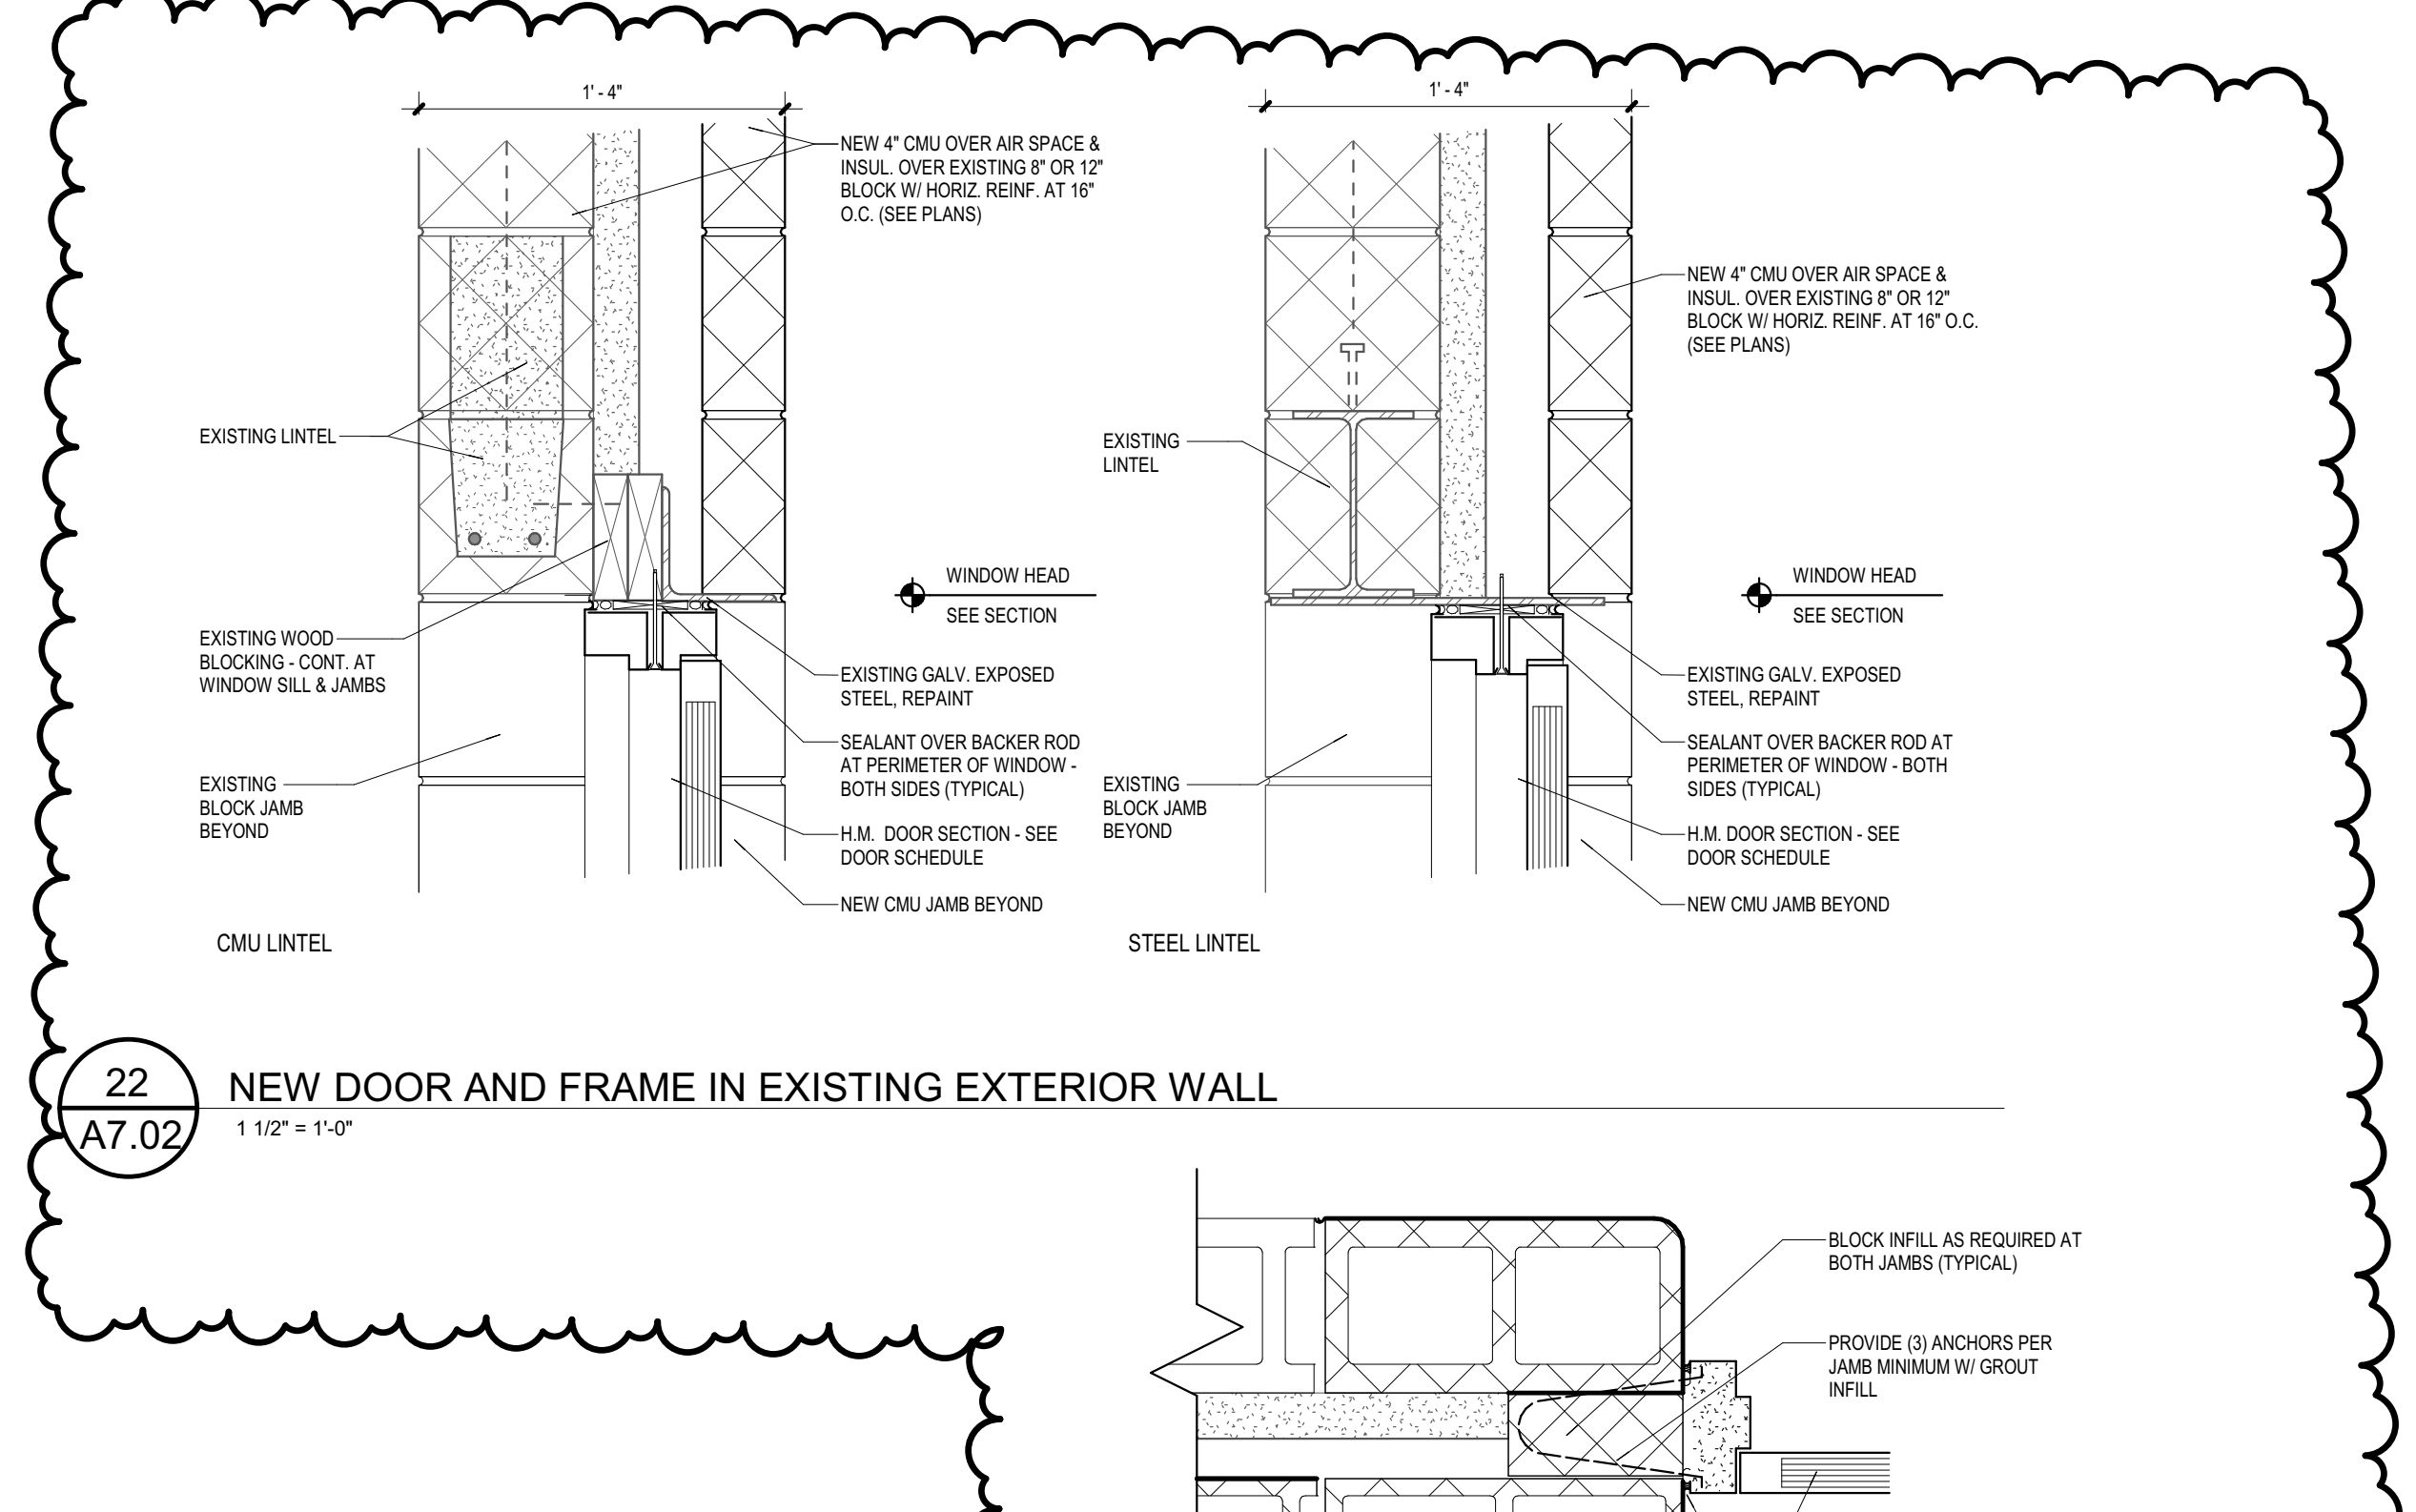 1' - 4"
NEW 4" CMU OVER AIR SPACE &
INSUL. OVER EXISTING 8" OR 12"
BLOCK W/ HORIZ. REINF. AT 16"
O.C. (SEE PLANS)
EXISTING LINTEL
WINDOW HEAD
SEE SECTION
EXISTING WOOD
BLOCKING - CONT. AT
WINDOW SILL & JAMBS
EXISTING GALV. EXPOSED
STEEL, REPAINT
SEALANT OVER BACKER ROD
AT PERIMETER OF WINDOW -
BOTH SIDES (TYPICAL)
EXISTING
BLOCK JAMB
BEYOND
H.M. DOOR SECTION - SEE
DOOR SCHEDULE
NEW CMU JAMB BEYOND
CMU LINTEL
1' - 4"
NEW 4" CMU OVER AIR SPACE &
INSUL. OVER EXISTING 8" OR 12"
BLOCK W/ HORIZ. REINF. AT 16" O.C.
(SEE PLANS)
EXISTING
LINTEL
WINDOW HEAD
SEE SECTION
EXISTING GALV. EXPOSED
STEEL, REPAINT
SEALANT OVER BACKER ROD AT
PERIMETER OF WINDOW - BOTH
SIDES (TYPICAL)
EXISTING
BLOCK JAMB
BEYOND
H.M. DOOR SECTION - SEE
DOOR SCHEDULE
NEW CMU JAMB BEYOND
STEEL LINTEL
22
A7.02
NEW DOOR AND FRAME IN EXISTING EXTERIOR WALL
1 1/2" = 1'-0"
BLOCK INFILL AS REQUIRED AT
BOTH JAMBS (TYPICAL)
PROVIDE (3) ANCHORS PER
JAMB MINIMUM W/ GROUT
INFILL